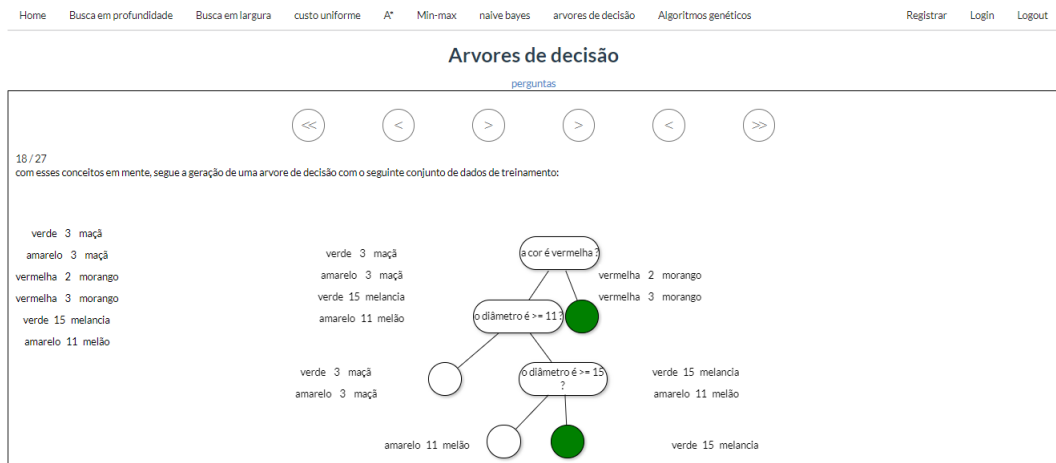 Home Busca em profundidade Busca em largura custo uniforme A* Min-max naive bayes arvores de decisão Algoritmos genéticos Registrar Login Logout
Arvores de decisão
perguntas
<< < > > < >>
18 / 27
com esses conceitos em mente, segue a geração de uma arvore de decisão com o seguinte conjunto de dados de treinamento:
verde 3 maçã
amarelo 3 maçã
vermelha 2 morango
vermelha 3 morango
verde 15 melancia
amarelo 11 melão
verde 3 maçã
amarelo 3 maçã
verde 15 melancia
amarelo 11 melão
a cor é vermelha ?
vermelha 2 morango
vermelha 3 morango
o diâmetro é >= 11 ?
verde 3 maçã
amarelo 3 maçã
o diâmetro é >= 15
?
verde 15 melancia
amarelo 11 melão
amarelo 11 melão
verde 15 melancia